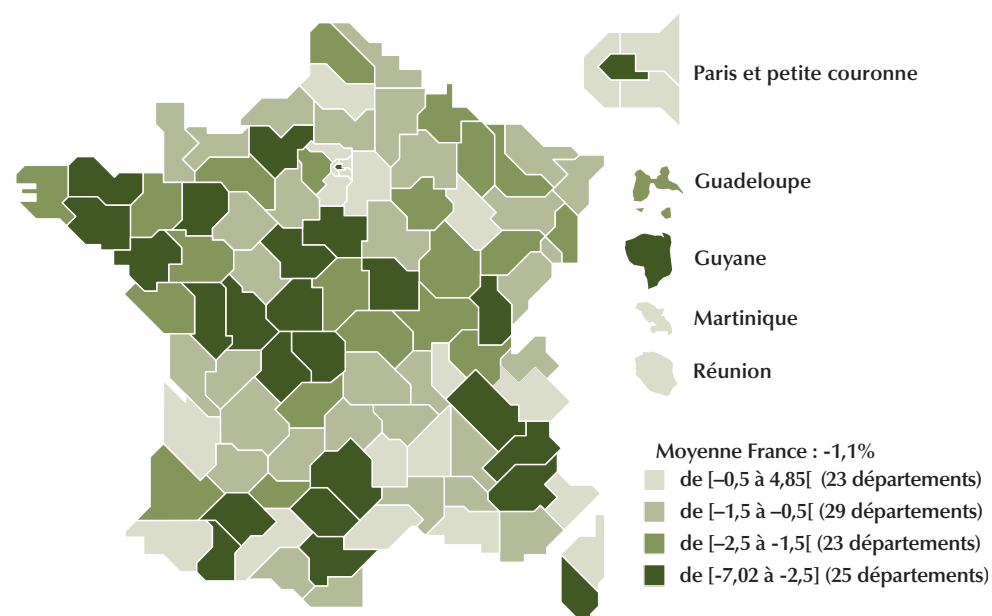 Paris et petite couronne
Guadeloupe
Guyane
Martinique
Réunion
Moyenne France : -1,1%
de [–0,5 à 4,85[ (23 départements)
de [–1,5 à –0,5[ (29 départements)
de [–2,5 à -1,5[ (23 départements)
de [-7,02 à -2,5] (25 départements)